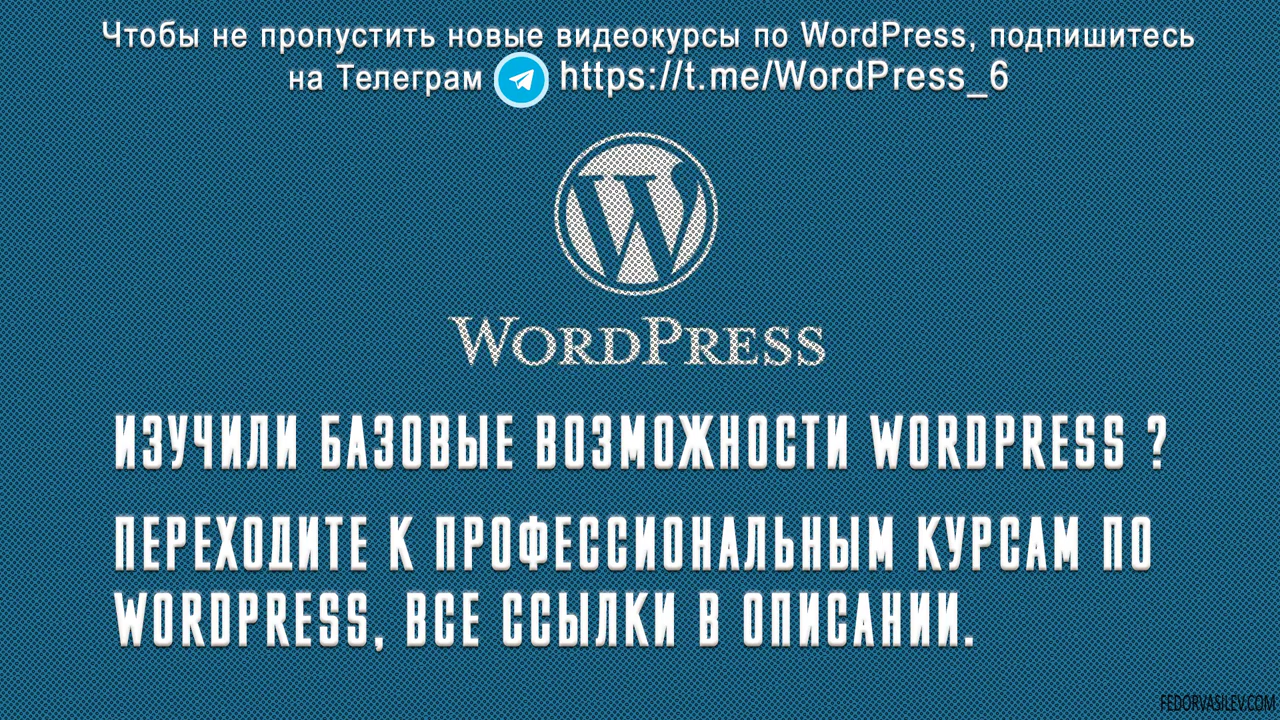 Чтобы не пропустить новые видеокурсы по WordPress, подпишитесь
на Телеграм https://t.me/WordPress_6
W
WORDPRESS
ИЗУЧИЛИ БАЗОВЫЕ ВОЗМОЖНОСТИ WORDPRESS ?
ПЕРЕХОДИТЕ К ПРОФЕССИОНАЛЬНЫМ КУРСАМ ПО
WORDPRESS, ВСЕ ССЫЛКИ В ОПИСАНИИ.
FEDORVASILEV.COM